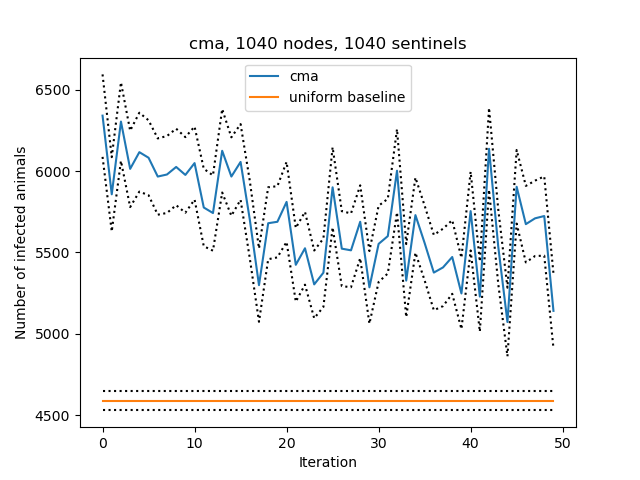 cma, 1040 nodes, 1040 sentinels
cma
uniform baseline
Number of infected animals
6500
6000
5500
5000
4500
0
10
20
30
40
50
Iteration